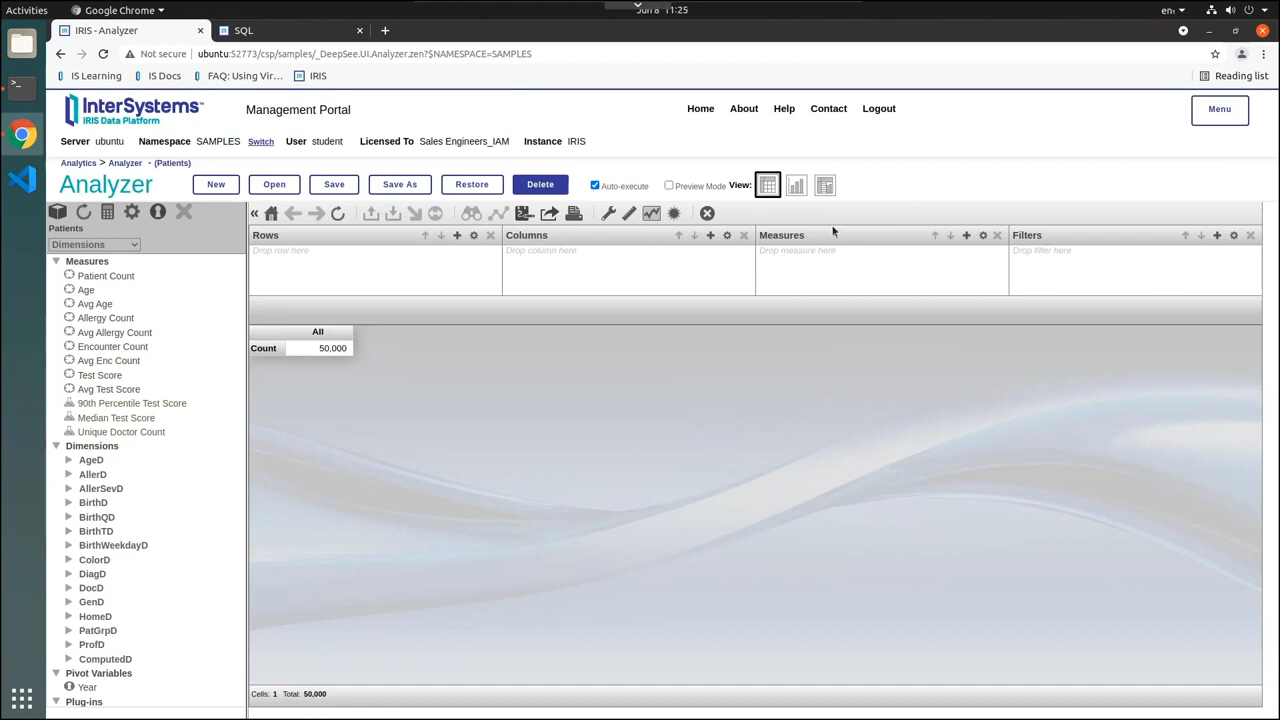 Activities
Google Chrome
Jun 8 11:25
en
IRIS - Analyzer
SQL
Not secure
ubuntu:52773/csp/samples/_DeepSee.UI.Analyzer.zen?$NAMESPACE=SAMPLES
IS Learning
IS Docs
FAQ: Using Vir...
IRIS
Reading list
InterSystems
IRIS Data Platform
Management Portal
Home
About
Help
Contact
Logout
Menu
Server ubuntu
Namespace SAMPLES Switch
User student
Licensed To Sales Engineers_IAM
Instance IRIS
Analytics > Analyzer - (Patients)
Analyzer
New
Open
Save
Save As
Restore
Delete
Auto-execute
Preview Mode
View:
Patients
Dimensions
Rows
Columns
Measures
Filters
Drop row here
Drop column here
Drop measure here
Drop filter here
Measures
Patient Count
Age
Avg Age
Allergy Count
Avg Allergy Count
Encounter Count
Avg Enc Count
Test Score
Avg Test Score
90th Percentile Test Score
Median Test Score
Unique Doctor Count
Dimensions
AgeD
AllerD
AllerSevD
BirthD
BirthQD
BirthTD
BirthWeekdayD
ColorD
DiagD
DocD
GenD
HomeD
PatGrpD
ProfD
ComputedD
Pivot Variables
Year
Plug-ins
All
Count 50,000
Cells: 1 Total: 50,000